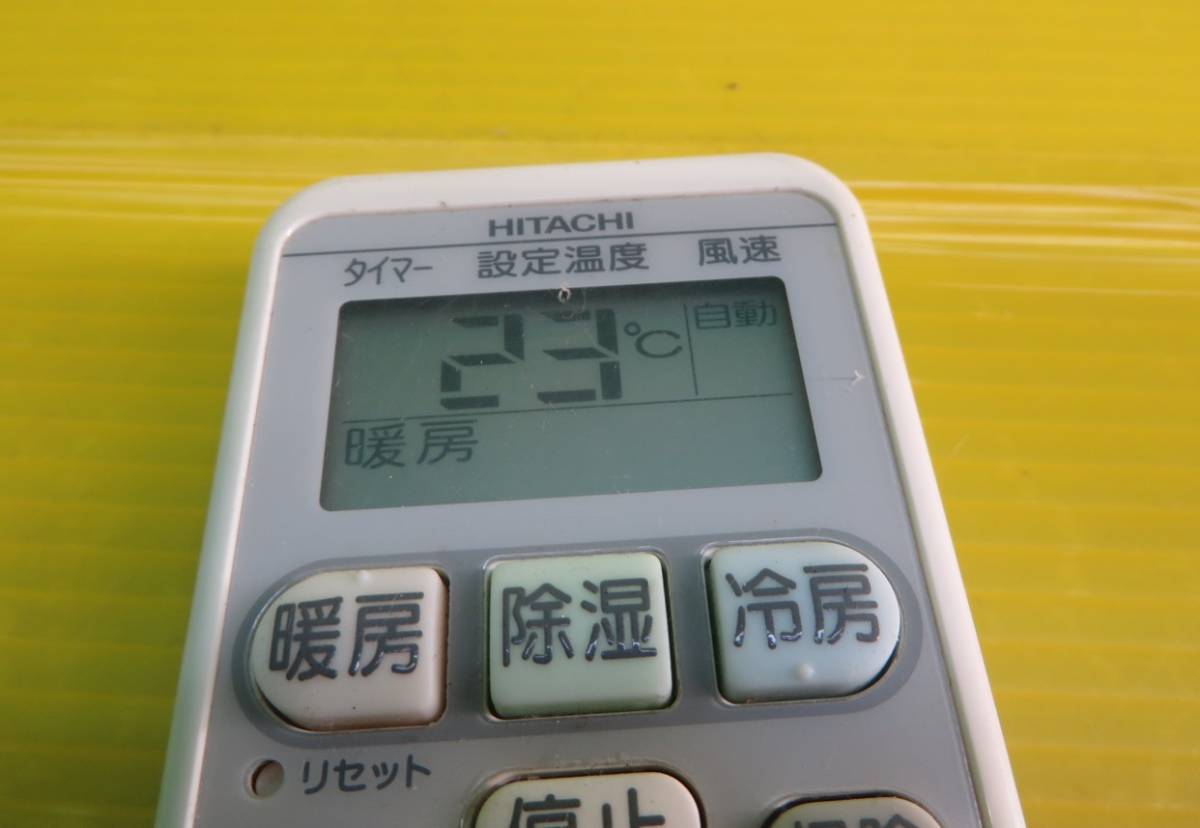 HITACHI
タイマー 設定温度 風速
23℃ 自動
暖房
暖房 除湿 冷房
リセット
停止